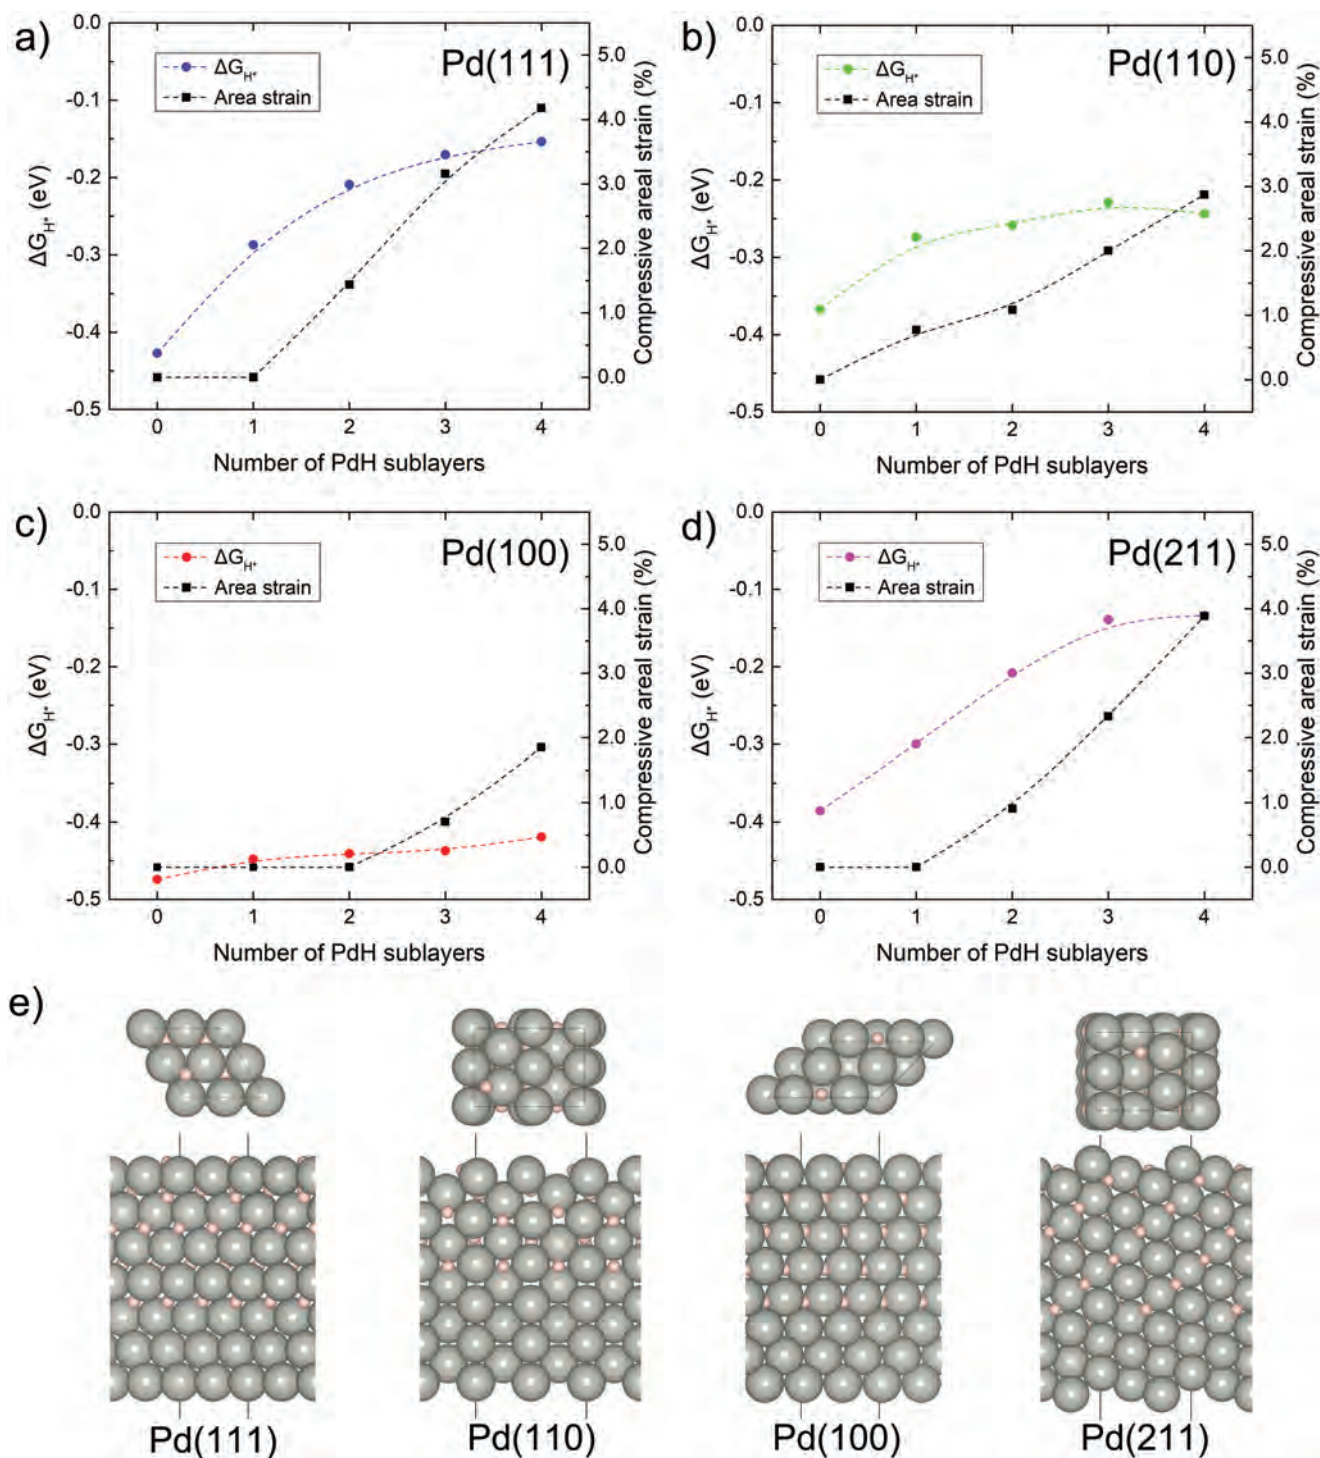 a)
Pd(111)
ΔG_H*
Area strain
0.0
-0.1
-0.2
-0.3
-0.4
-0.5
ΔG_H* (eV)
5.0
4.0
3.0
2.0
1.0
0.0
Compressive areal strain (%)
0 1 2 3 4
Number of PdH sublayers
b)
Pd(110)
ΔG_H*
Area strain
0.0
-0.1
-0.2
-0.3
-0.4
-0.5
ΔG_H* (eV)
5.0
4.0
3.0
2.0
1.0
0.0
Compressive areal strain (%)
0 1 2 3 4
Number of PdH sublayers
c)
Pd(100)
ΔG_H*
Area strain
0.0
-0.1
-0.2
-0.3
-0.4
-0.5
ΔG_H* (eV)
5.0
4.0
3.0
2.0
1.0
0.0
Compressive areal strain (%)
0 1 2 3 4
Number of PdH sublayers
d)
Pd(211)
ΔG_H*
Area strain
0.0
-0.1
-0.2
-0.3
-0.4
-0.5
ΔG_H* (eV)
5.0
4.0
3.0
2.0
1.0
0.0
Compressive areal strain (%)
0 1 2 3 4
Number of PdH sublayers
e)
Pd(111) Pd(110) Pd(100) Pd(211)